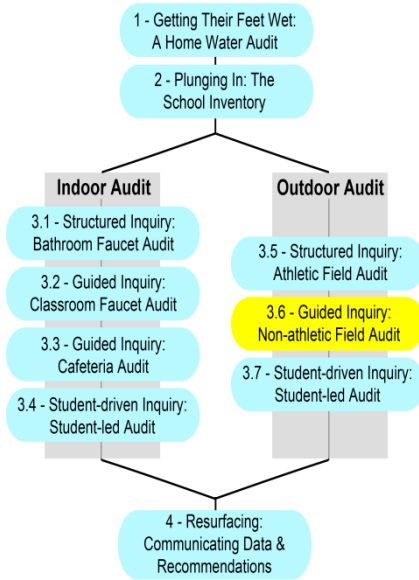 1 - Getting Their Feet Wet:
A Home Water Audit
2 - Plunging In: The
School Inventory
Indoor Audit
3.1 - Structured Inquiry:
Bathroom Faucet Audit
3.2 - Guided Inquiry:
Classroom Faucet Audit
3.3 - Guided Inquiry:
Cafeteria Audit
3.4 - Student-driven Inquiry:
Student-led Audit
Outdoor Audit
3.5 - Structured Inquiry:
Athletic Field Audit
3.6 - Guided Inquiry:
Non-athletic Field Audit
3.7 - Student-driven Inquiry:
Student-led Audit
4 - Resurfacing:
Communicating Data &
Recommendations